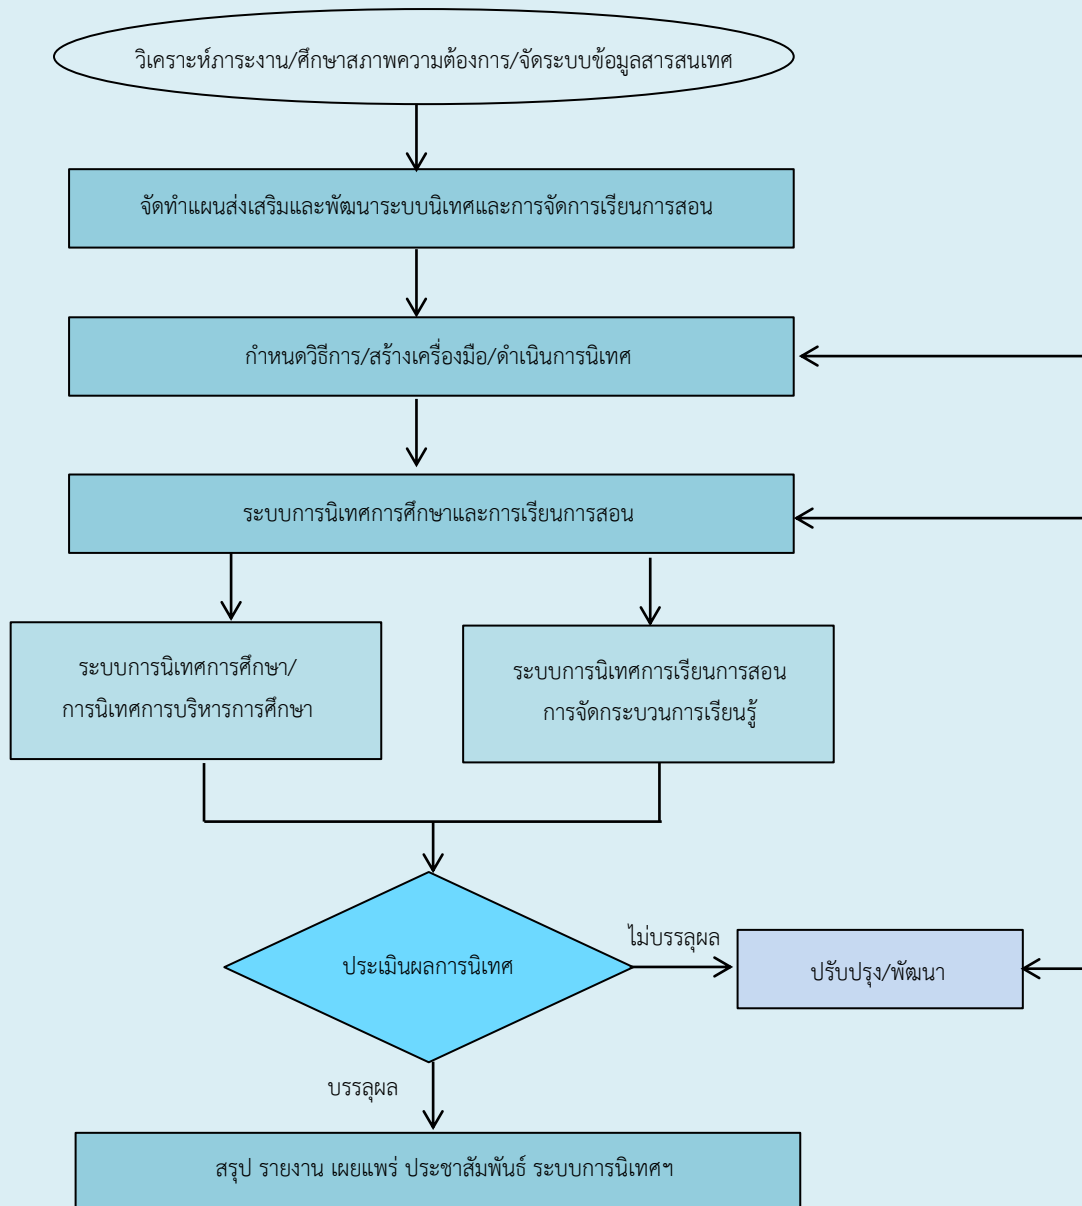 วิเคราะห์ภาระงาน/ศึกษาสภาพความต้องการ/จัดระบบข้อมูลสารสนเทศ
จัดทำแผนส่งเสริมและพัฒนาระบบนิเทศและการจัดการเรียนการสอน
กำหนดวิธีการ/สร้างเครื่องมือ/ดำเนินการนิเทศ
ระบบการนิเทศการศึกษาและการเรียนการสอน
ระบบการนิเทศการศึกษา/
การนิเทศการบริหารการศึกษา
ระบบการนิเทศการเรียนการสอน
การจัดกระบวนการเรียนรู้
ประเมินผลการนิเทศ
ไม่บรรลุผล
ปรับปรุง/พัฒนา
บรรลุผล
สรุป รายงาน เผยแพร่ ประชาสัมพันธ์ ระบบการนิเทศฯ